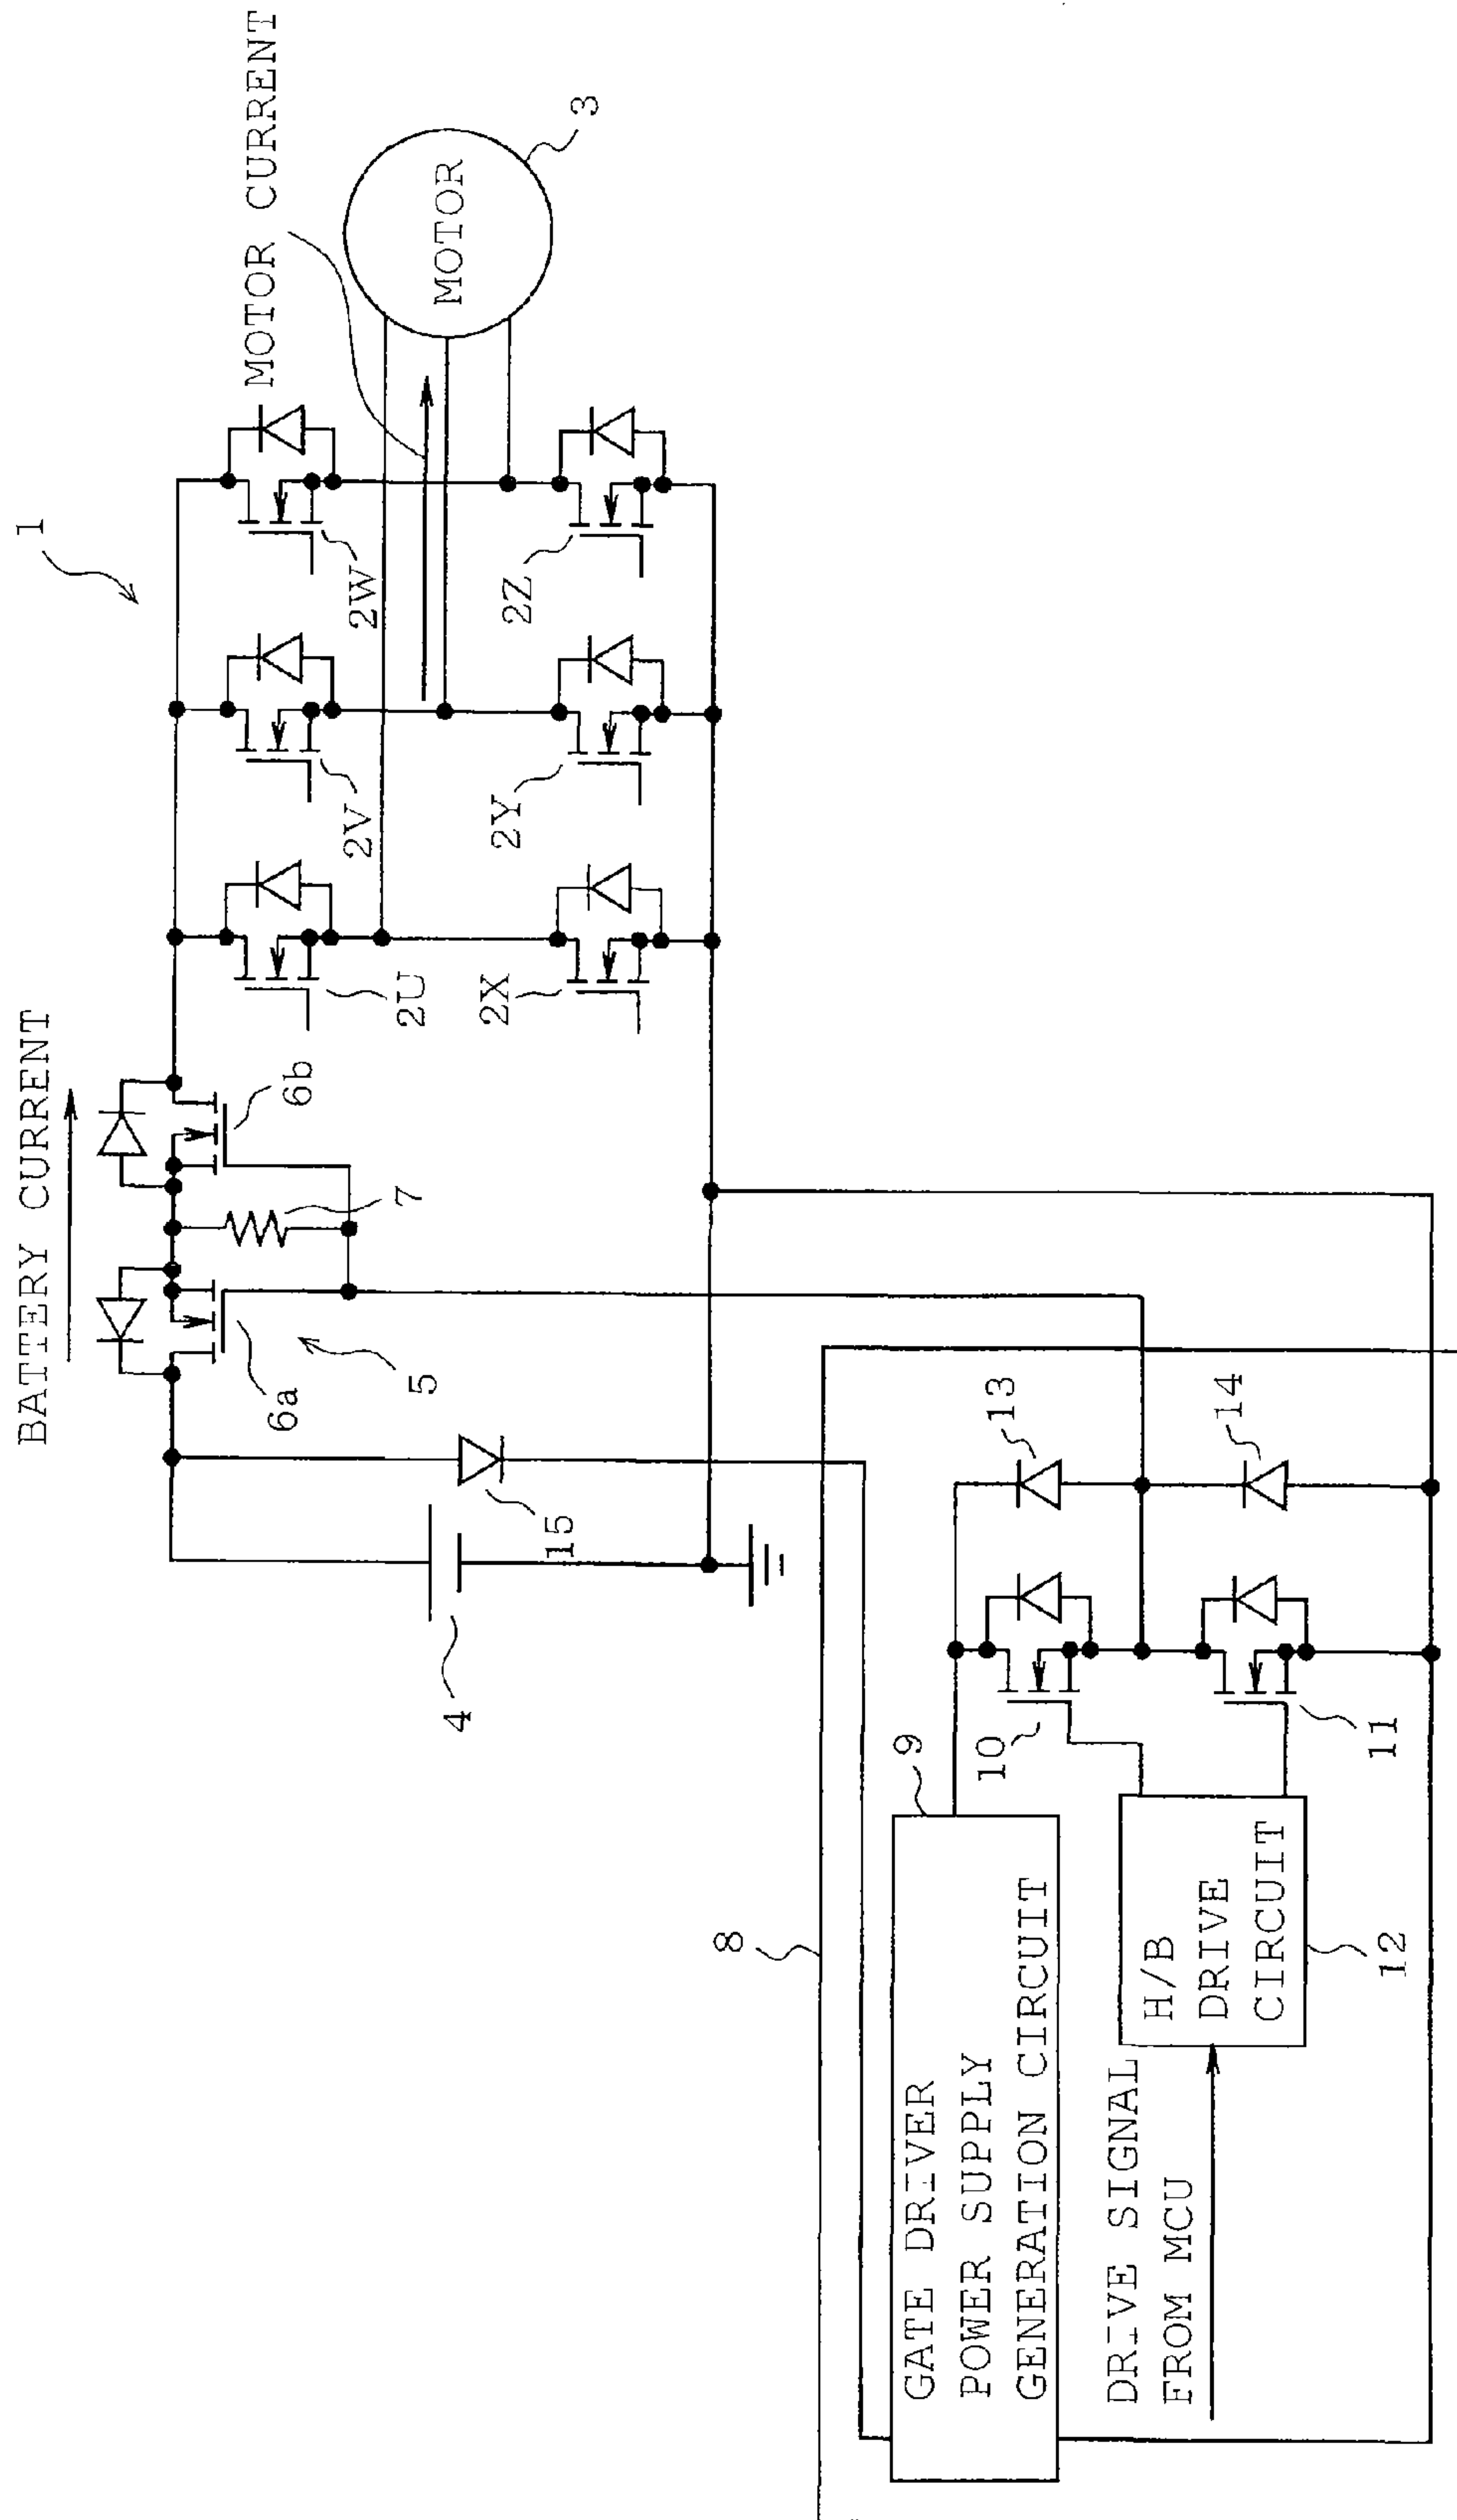 1
BATTERY CURRENT
MOTOR CURRENT
6a
6b
5
7
2U
2V
2W
2X
2Y
2Z
MOTOR
3
4
15
8
9
GATE DRIVER
POWER SUPPLY
GENERATION CIRCUIT
10
13
DRIVE SIGNAL
FROM MCU
H/B
DRIVE
CIRCUIT
12
11
14